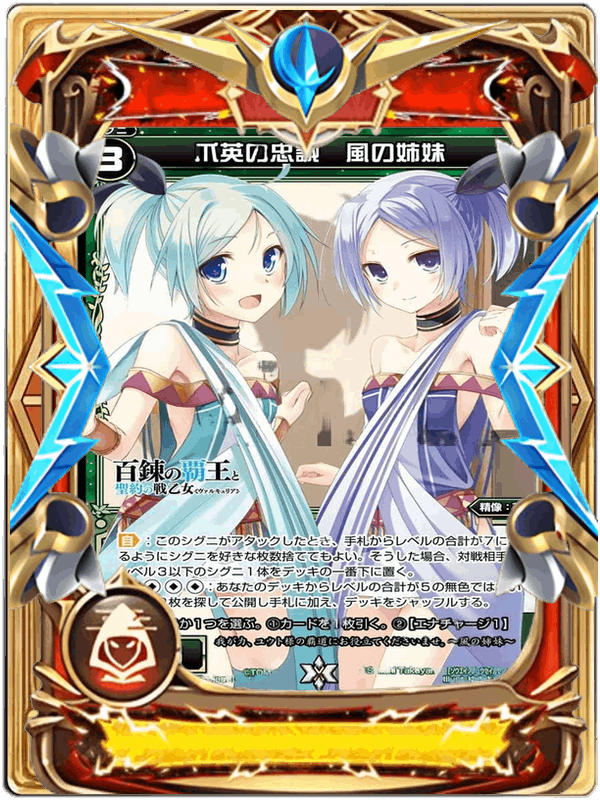 3
爪英の忠誠 風の姉妹
百錬の覇王と
聖約の戦乙女《ヴァルキュリア》
精像:
自:このシグニがアタックしたとき、手札からレベルの合計が7に
るようにシグニを好きな枚数捨ててもよい。そうした場合、対戦相手
レベル3以下のシグニ1体をデッキの一番下に置く。
:あなたのデッキからレベルの合計が5の無色では
枚を探して公開し手札に加え、デッキをシャッフルする。
か1つを選ぶ。①カードを1枚引く。②【エナチャージ1】
我が力、ユウト様の覇道にお役立てくださいませ。~風の姉妹~